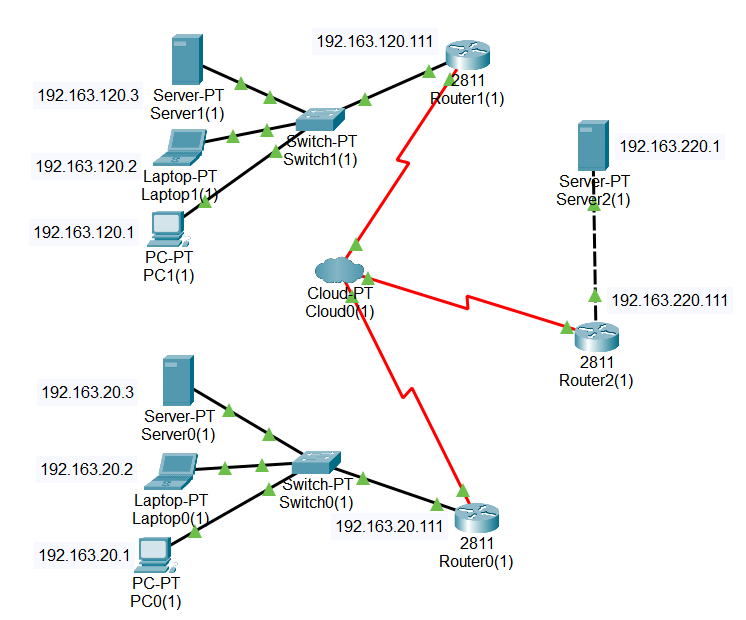 192.163.120.111
2811
Router1(1)
192.163.120.3
Server-PT
Server1(1)
Switch-PT
Switch1(1)
192.163.120.2
Laptop-PT
Laptop1(1)
192.163.120.1
PC-PT
PC1(1)
192.163.220.1
Server-PT
Server2(1)
Cloud-PT
Cloud0(1)
192.163.220.111
2811
Router2(1)
192.163.20.3
Server-PT
Server0(1)
192.163.20.2
Laptop-PT
Laptop0(1)
Switch-PT
Switch0(1)
192.163.20.111
2811
Router0(1)
192.163.20.1
PC-PT
PC0(1)